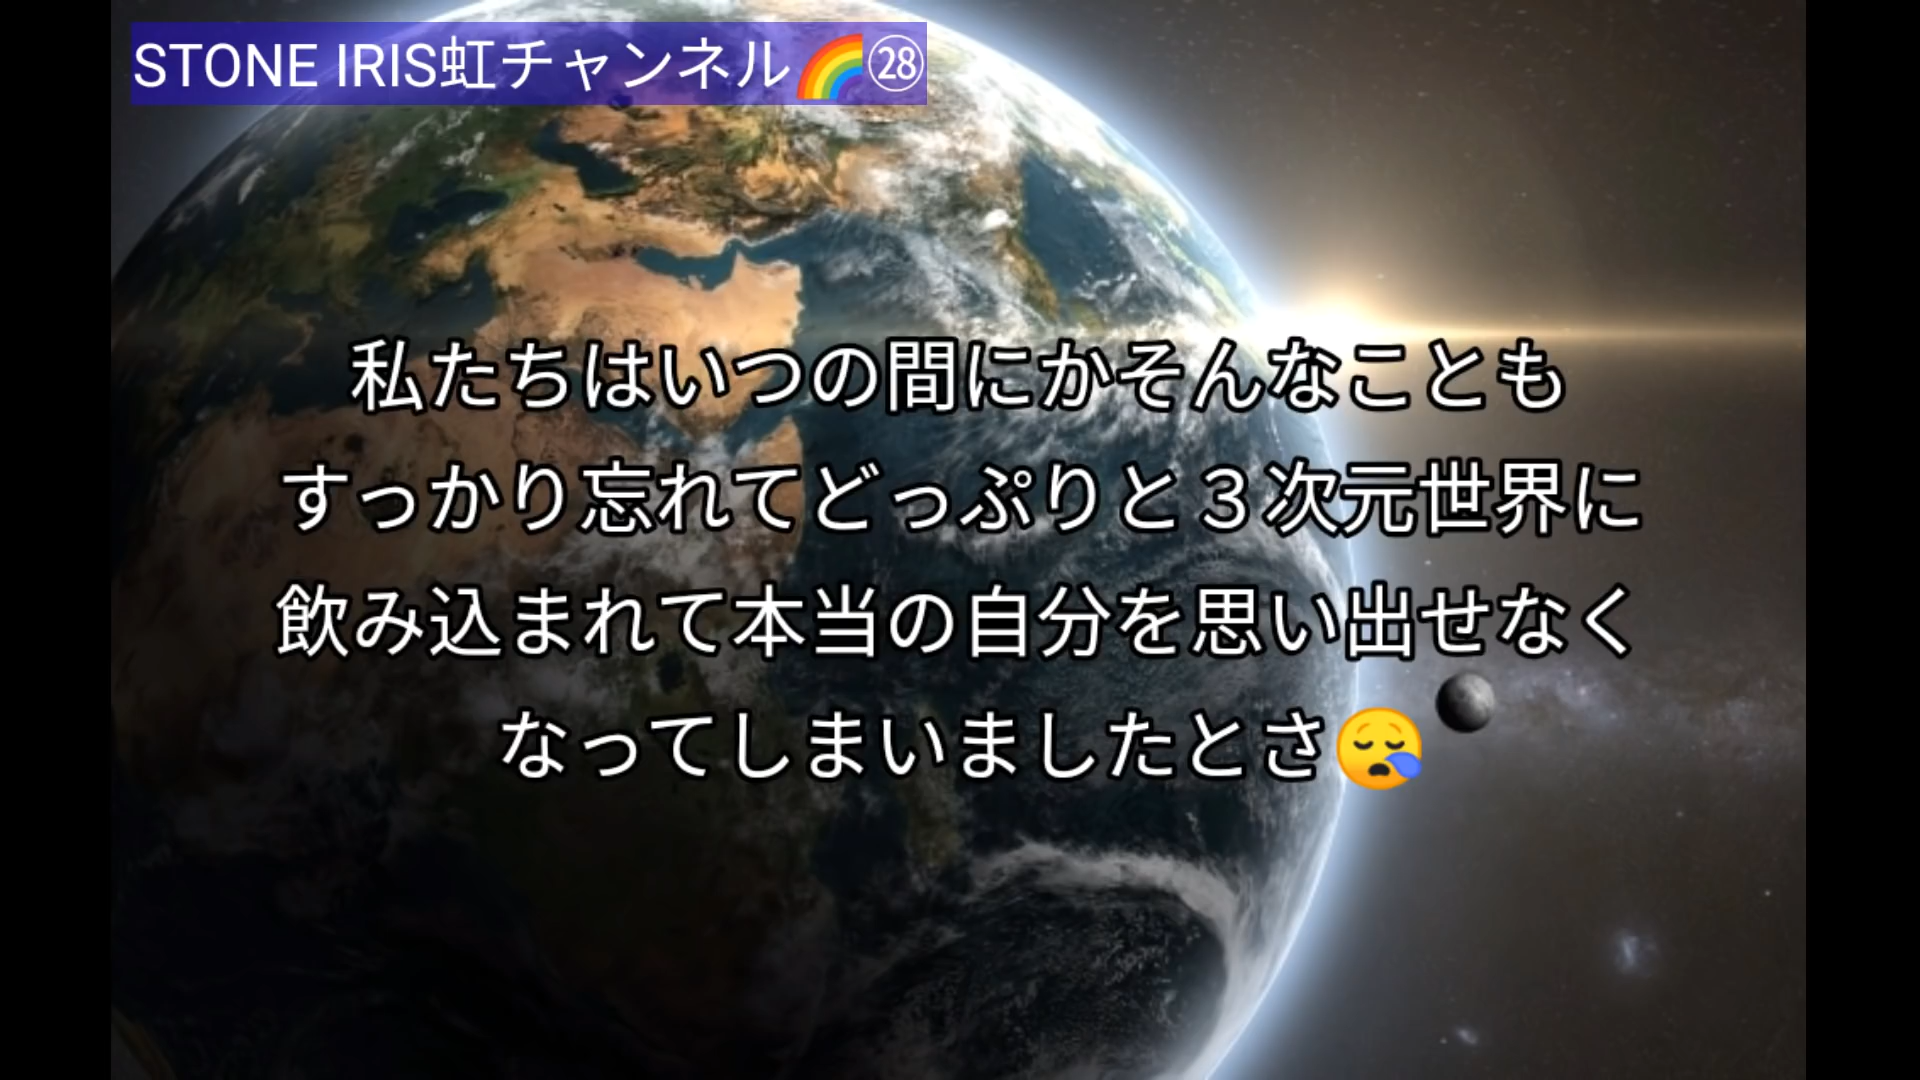 STONE IRIS虹チャンネル🌈㉘
私たちはいつの間にかそんなことも
すっかり忘れてどっぷりと３次元世界に
飲み込まれて本当の自分を思い出せなく
なってしまいましたとさ😪